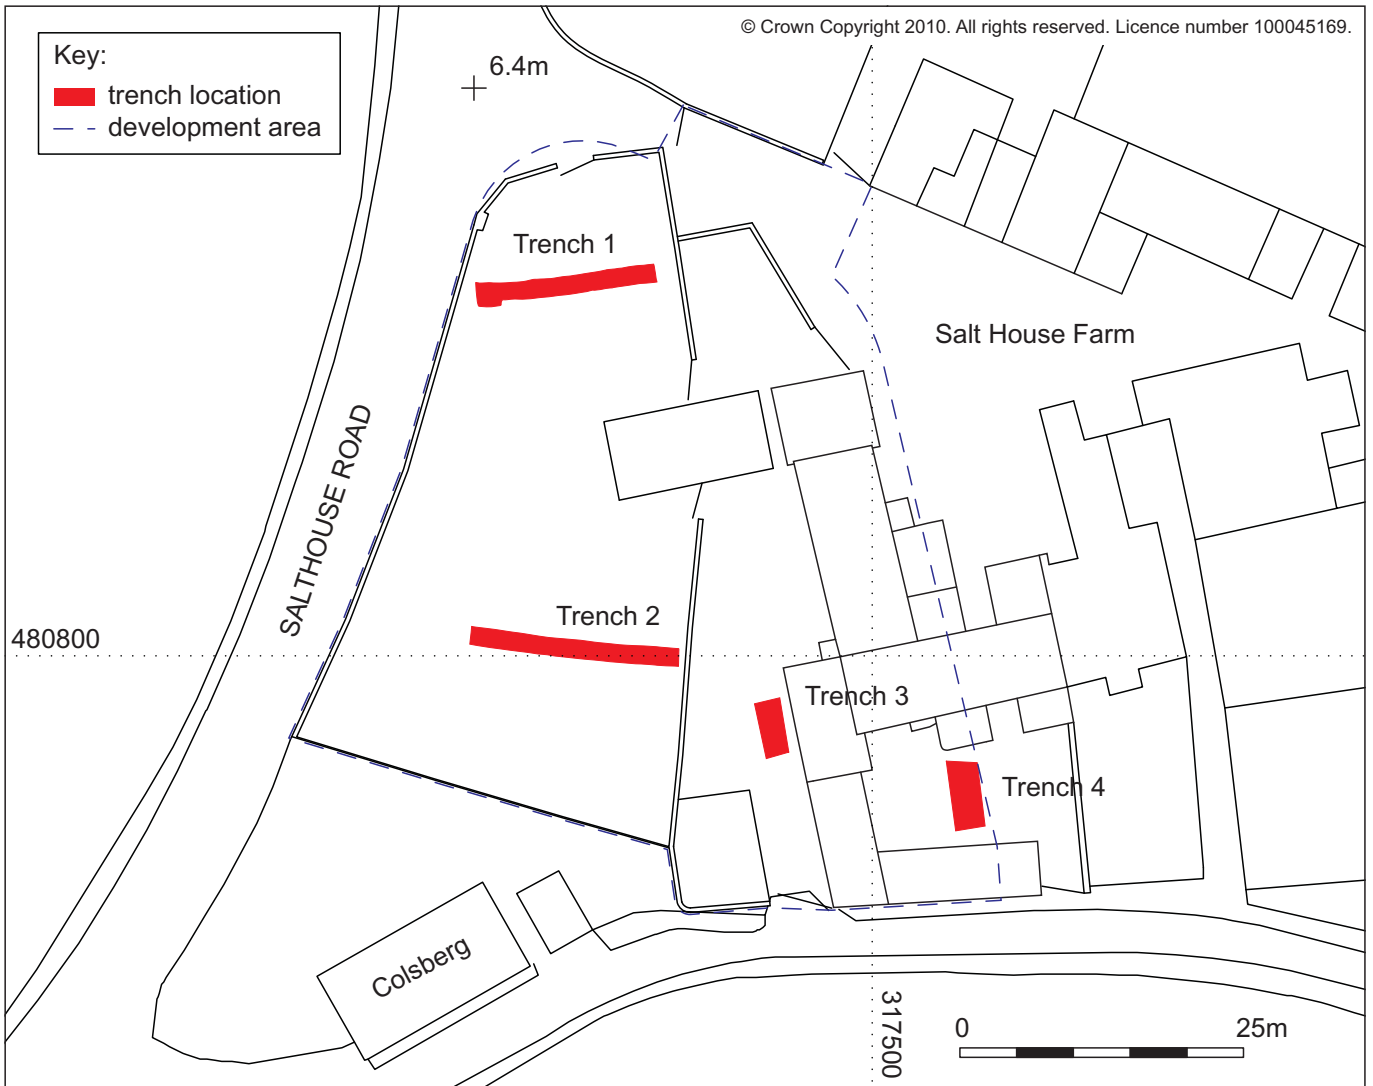 © Crown Copyright 2010. All rights reserved. Licence number 100045169.
Key:
trench location
development area
6.4m
Trench 1
Salt House Farm
SALTHOUSE ROAD
Trench 2
480800
Trench 3
Trench 4
Colsberg
317500
0 25m